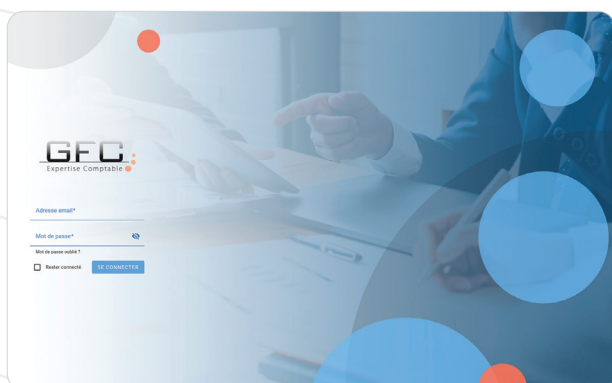 GFC
Expertise Comptable
Adresse email*
Mot de passe*
Mot de passe oublié ?
Rester connecté
SE CONNECTER